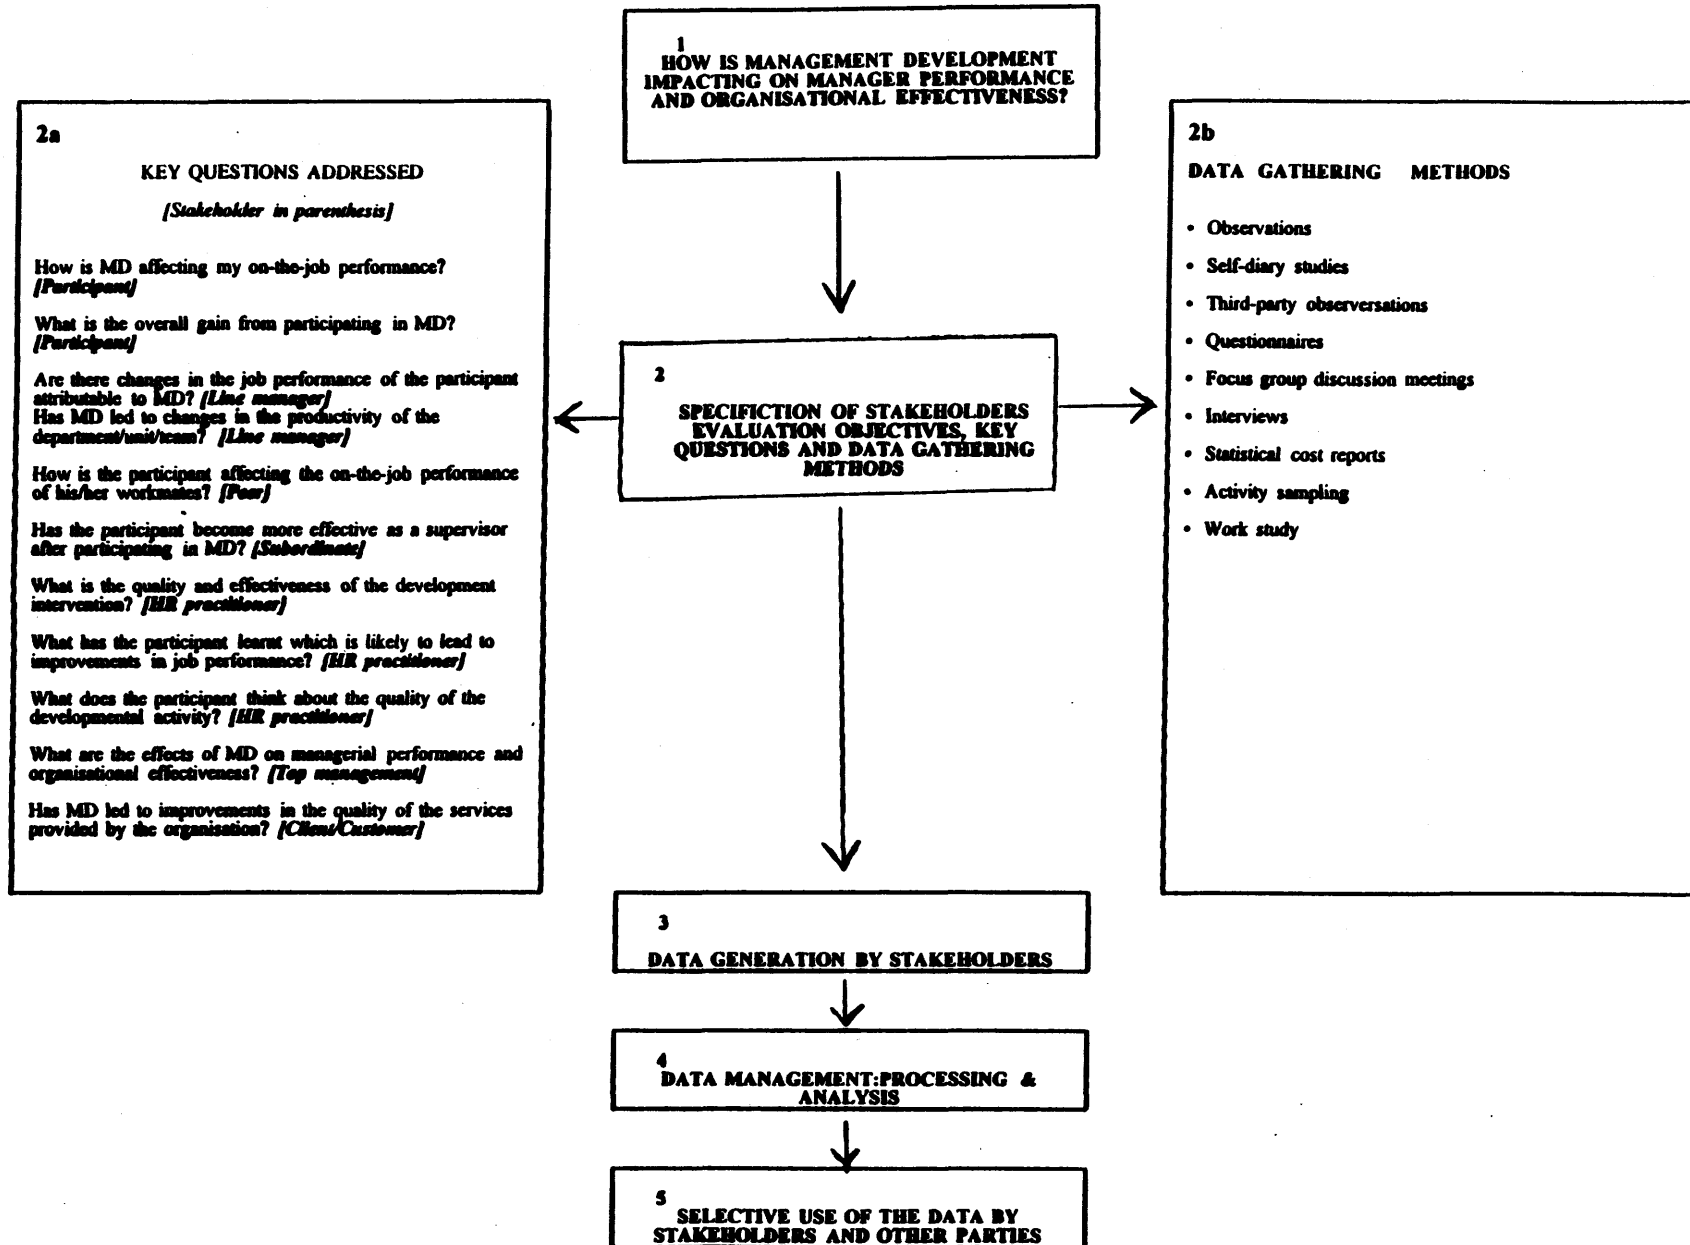 1
HOW IS MANAGEMENT DEVELOPMENT
IMPACTING ON MANAGER PERFORMANCE
AND ORGANISATIONAL EFFECTIVENESS?
2a
KEY QUESTIONS ADDRESSED
[Stakeholder in parenthesis]
How is MD affecting my on-the-job performance?
[Participant]
What is the overall gain from participating in MD?
[Participant]
Are there changes in the job performance of the participant
attributable to MD? [Line manager]
Has MD led to changes in the productivity of the
department/unit/team? [Line manager]
How is the participant affecting the on-the-job performance
of his/her workmates? [Peer]
Has the participant become more effective as a supervisor
after participating in MD? [Subordinate]
What is the quality and effectiveness of the development
intervention? [HR practitioner]
What has the participant learnt which is likely to lead to
improvements in job performance? [HR practitioner]
What does the participant think about the quality of the
developmental activity? [HR practitioner]
What are the effects of MD on managerial performance and
organisational effectiveness? [Top management]
Has MD led to improvements in the quality of the services
provided by the organisation? [Client/Customer]
2
SPECIFICTION OF STAKEHOLDERS
EVALUATION OBJECTIVES, KEY
QUESTIONS AND DATA GATHERING
METHODS
2b
DATA GATHERING METHODS
• Observations
• Self-diary studies
• Third-party obserersations
• Questionnaires
• Focus group discussion meetings
• Interviews
• Statistical cost reports
• Activity sampling
• Work study
3
DATA GENERATION BY STAKEHOLDERS
4
DATA MANAGEMENT:PROCESSING &
ANALYSIS
5
SELECTIVE USE OF THE DATA BY
STAKEHOLDERS AND OTHER PARTIES